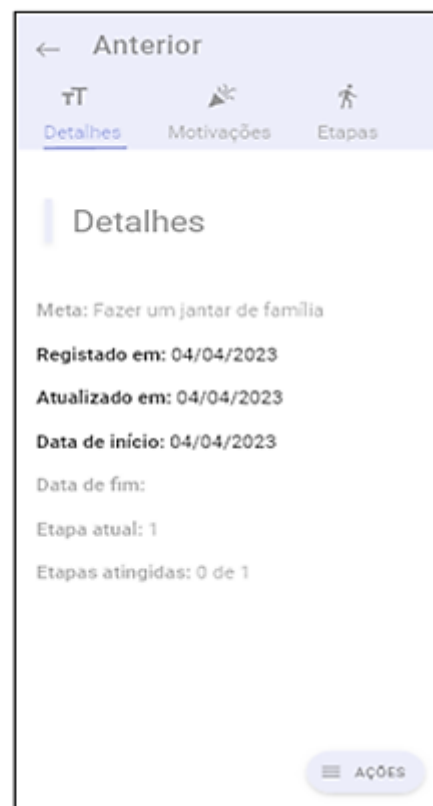 Anterior
Detalhes Motivações Etapas
Detalhes
Meta: Fazer um jantar de família
Registado em: 04/04/2023
Atualizado em: 04/04/2023
Data de início: 04/04/2023
Data de fim:
Etapa atual: 1
Etapas atingidas: 0 de 1
AÇÕES